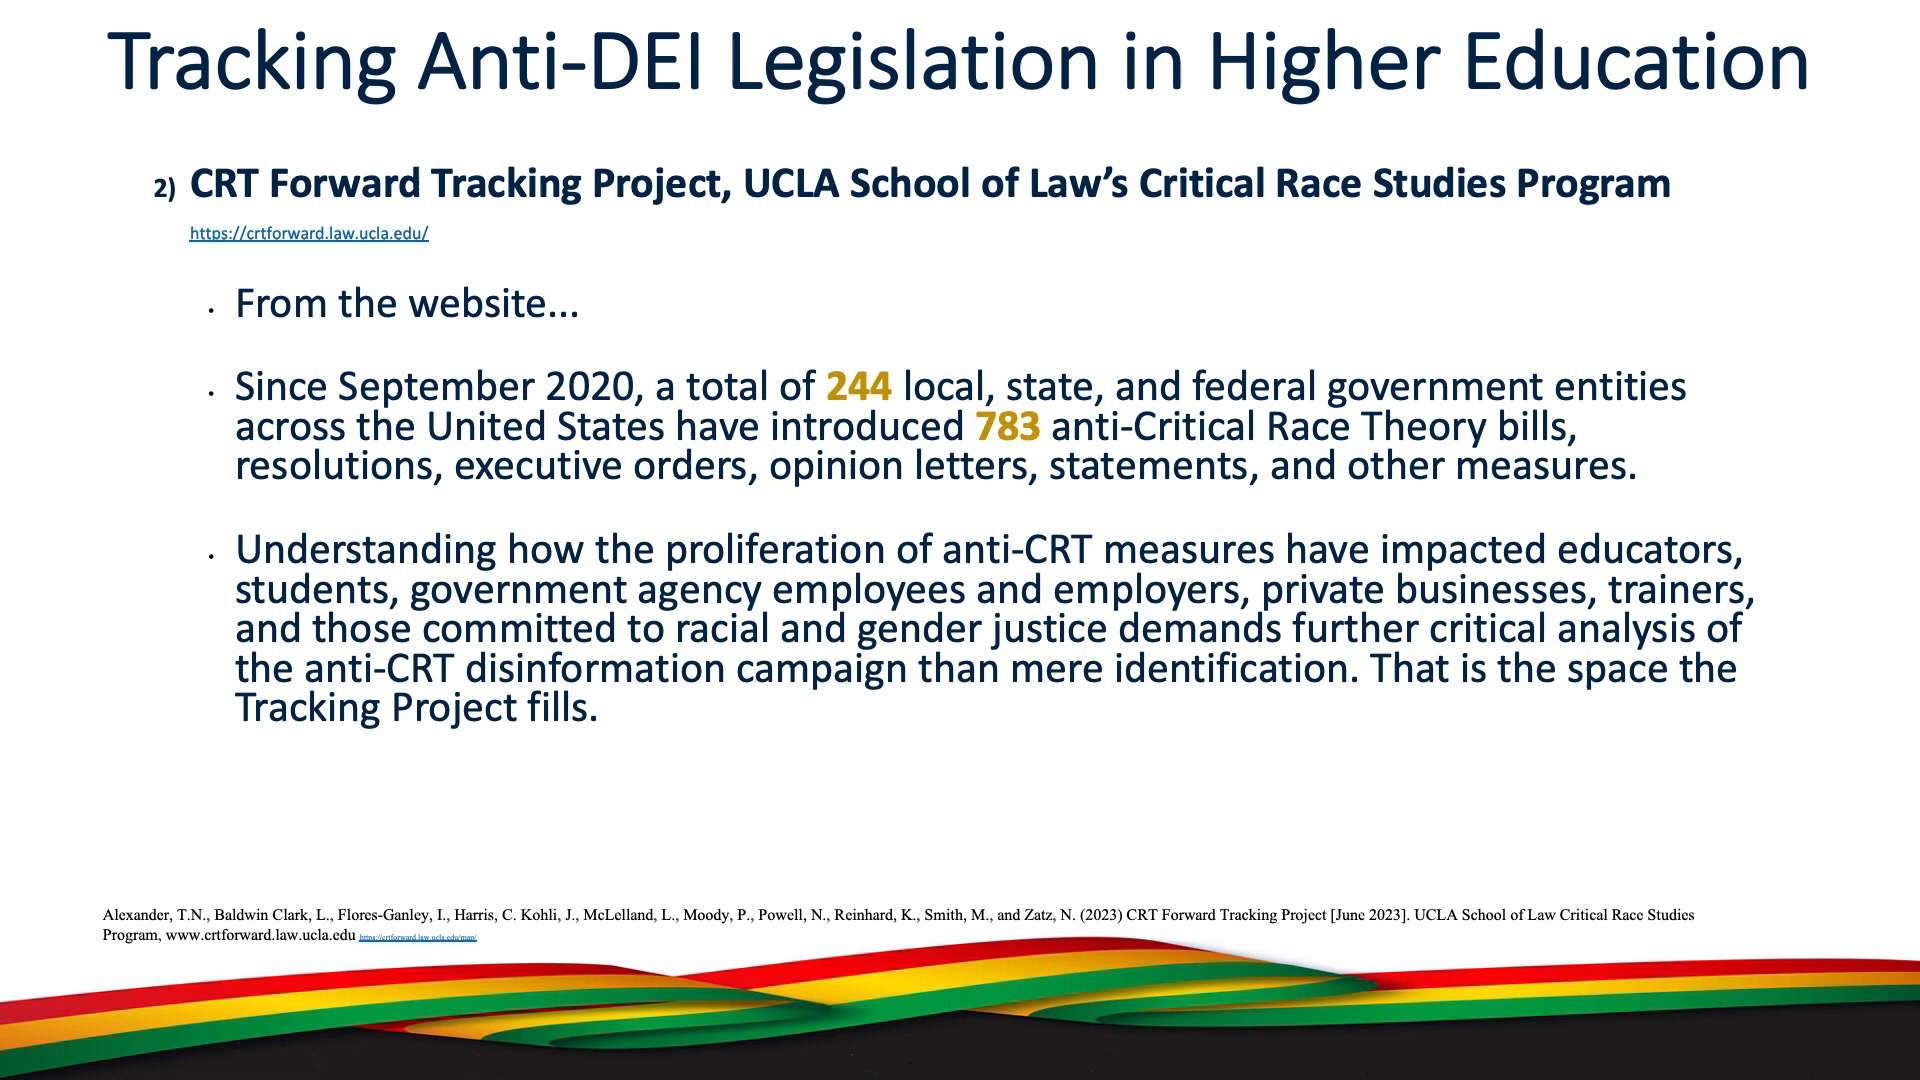 Tracking Anti-DEI Legislation in Higher Education
2) CRT Forward Tracking Project, UCLA School of Law’s Critical Race Studies Program
https://crtforward.law.ucla.edu/
• From the website...
• Since September 2020, a total of 244 local, state, and federal government entities
across the United States have introduced 783 anti-Critical Race Theory bills,
resolutions, executive orders, opinion letters, statements, and other measures.
• Understanding how the proliferation of anti-CRT measures have impacted educators,
students, government agency employees and employers, private businesses, trainers,
and those committed to racial and gender justice demands further critical analysis of
the anti-CRT disinformation campaign than mere identification. That is the space the
Tracking Project fills.
Alexander, T.N., Baldwin Clark, L., Flores-Ganley, I., Harris, C. Kohli, J., McLelland, L., Moody, P., Powell, N., Reinhard, K., Smith, M., and Zatz, N. (2023) CRT Forward Tracking Project [June 2023]. UCLA School of Law Critical Race Studies
Program, www.crtforward.law.ucla.edu https://crtforward.law.ucla.edu/map/